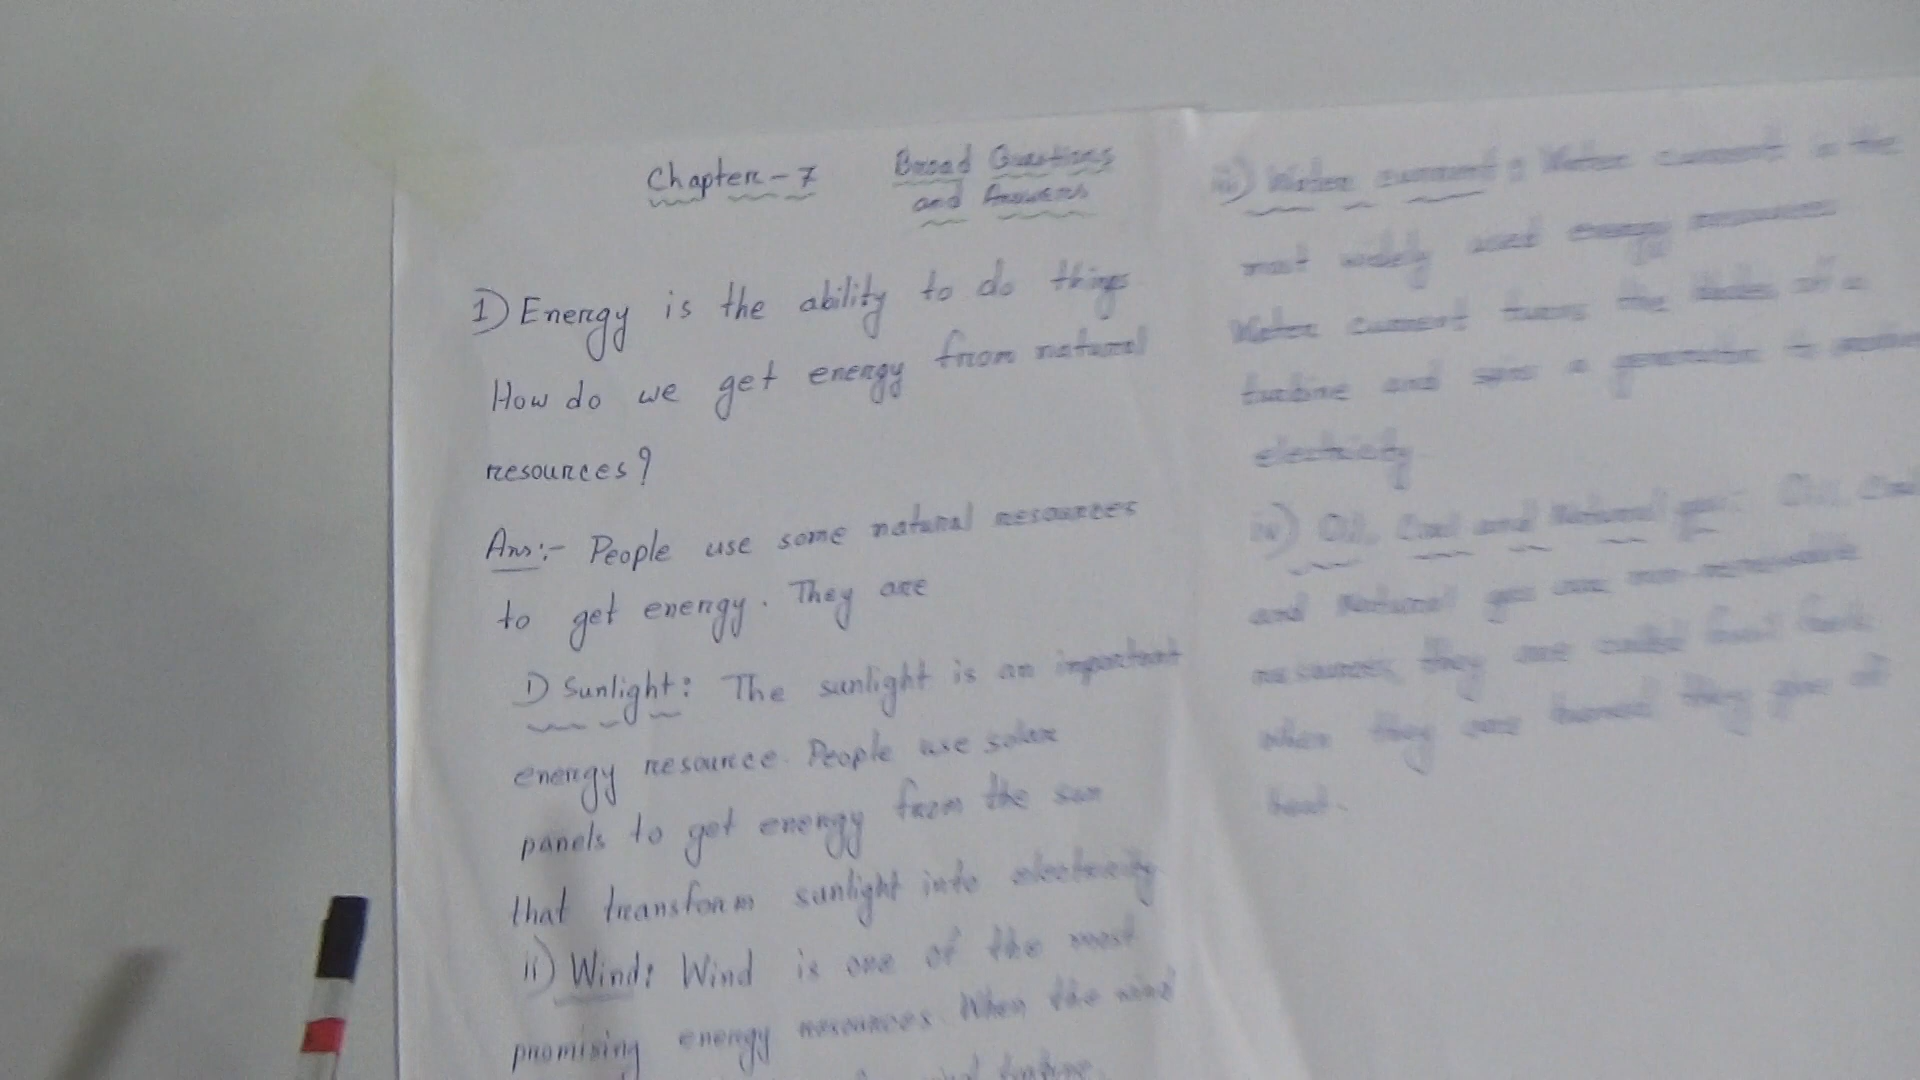 Chapter-7
Broad Questions
and Answers
1) Energy is the ability to do things
How do we get energy from natural
resources?
Ans:- People use some natural resources
to get energy. They are
i) Sunlight: The sunlight is an important
energy resource. People use solar
panels to get energy from the sun
that transform sunlight into electricity
ii) Wind: Wind is one of the most
promising energy resources. When the wind
wind turbine
iii) Water current: Water current is the
most widely used energy resources
Water current turns the blades of a
turbine and spins a generator to
electricity
iv) Oil, Coal and Natural gas: Oil, Coal
and Natural gas are non-renewable
resources, they are called fossil fuels
when they are burned they give off
heat.